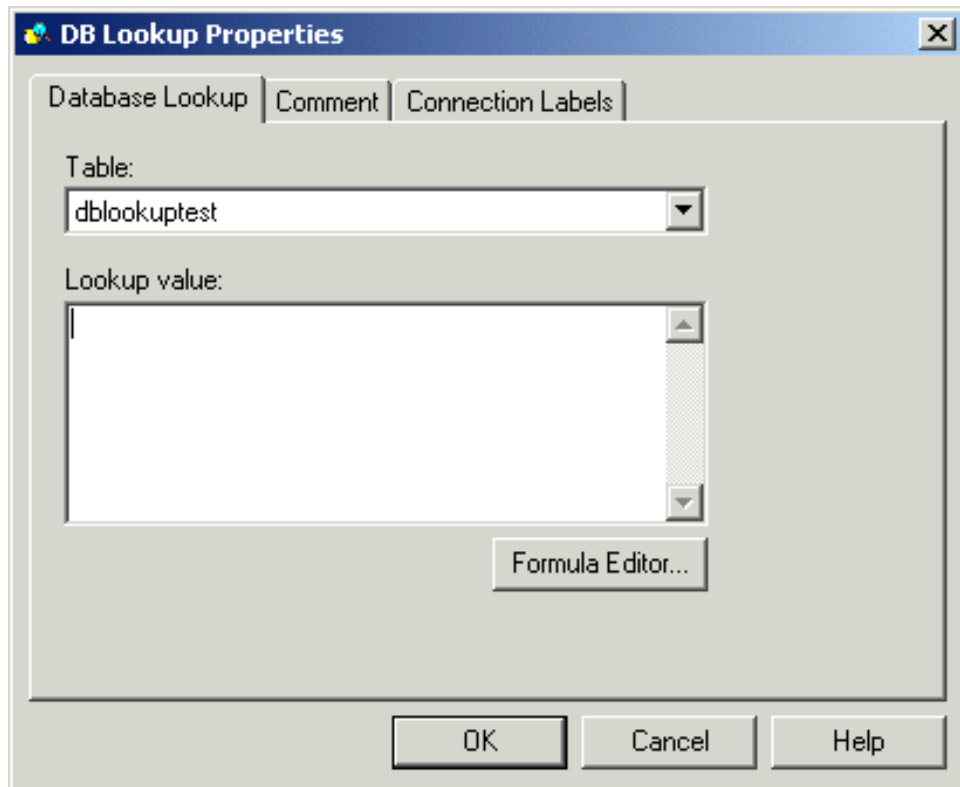 DB Lookup Properties
Database Lookup Comment Connection Labels
Table:
dblookuptest
Lookup value:
Formula Editor...
OK Cancel Help